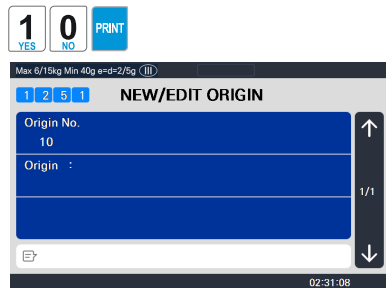 1 0 PRINT
YES NO
Max 6/15kg Min 40g e=d=2/5g III
1 2 5 1 NEW/EDIT ORIGIN
Origin No.
10
Origin :
1/1
02:31:08